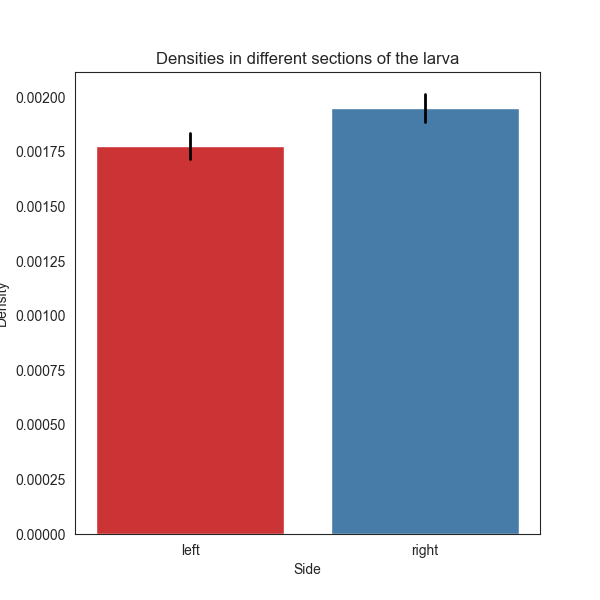 Densities in different sections of the larva
0.00200
0.00175
0.00150
0.00125
0.00100
0.00075
0.00050
0.00025
0.00000
Density
left
right
Side